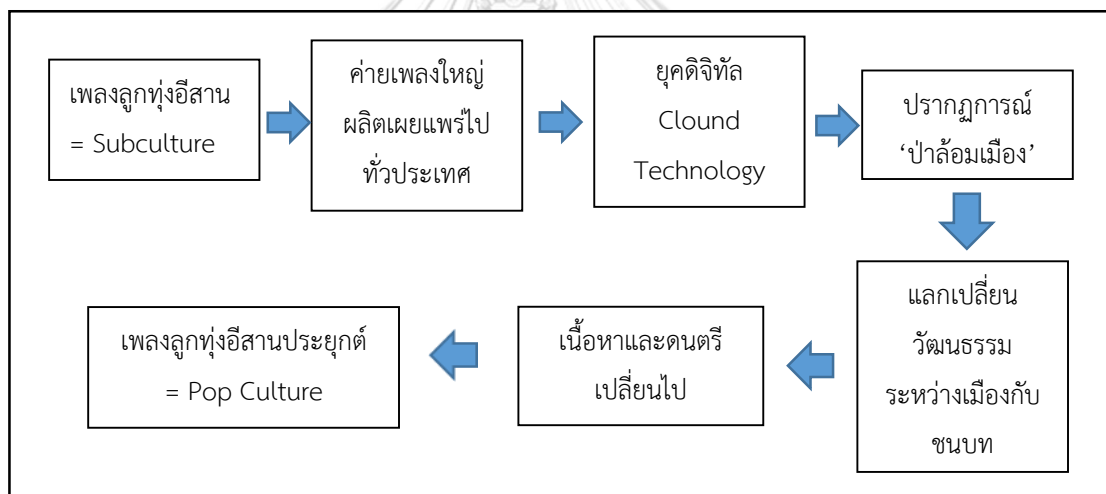 เพลงลูกทุ่งอีสาน
= Subculture
ค่ายเพลงใหญ่
ผลิตเผยแพร่ไป
ทั่วประเทศ
ยุคดิจิทัล
Clound
Technology
ปรากฏการณ์
‘ป่าล้อมเมือง’
แลกเปลี่ยน
วัฒนธรรม
ระหว่างเมืองกับ
ชนบท
เนื้อหาและดนตรี
เปลี่ยนไป
เพลงลูกทุ่งอีสานประยุกต์
= Pop Culture